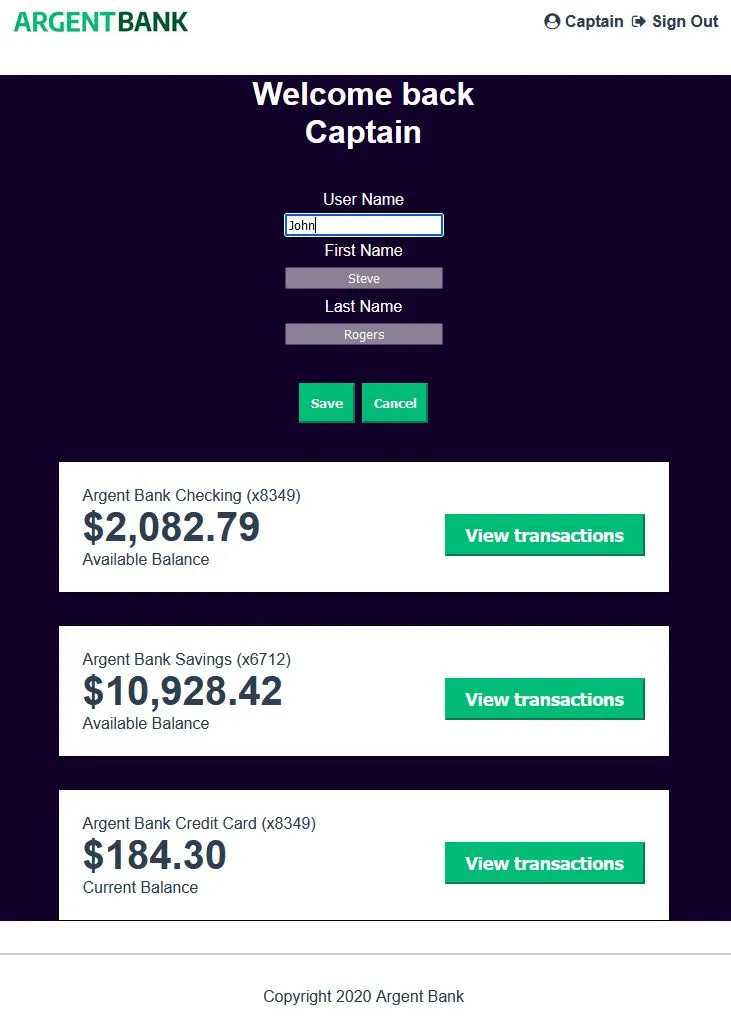 ARGENTBANK
Captain Sign Out
Welcome back
Captain
User Name
John
First Name
Steve
Last Name
Rogers
Save Cancel
Argent Bank Checking (x8349)
$2,082.79
Available Balance
View transactions
Argent Bank Savings (x6712)
$10,928.42
Available Balance
View transactions
Argent Bank Credit Card (x8349)
$184.30
Current Balance
View transactions
Copyright 2020 Argent Bank